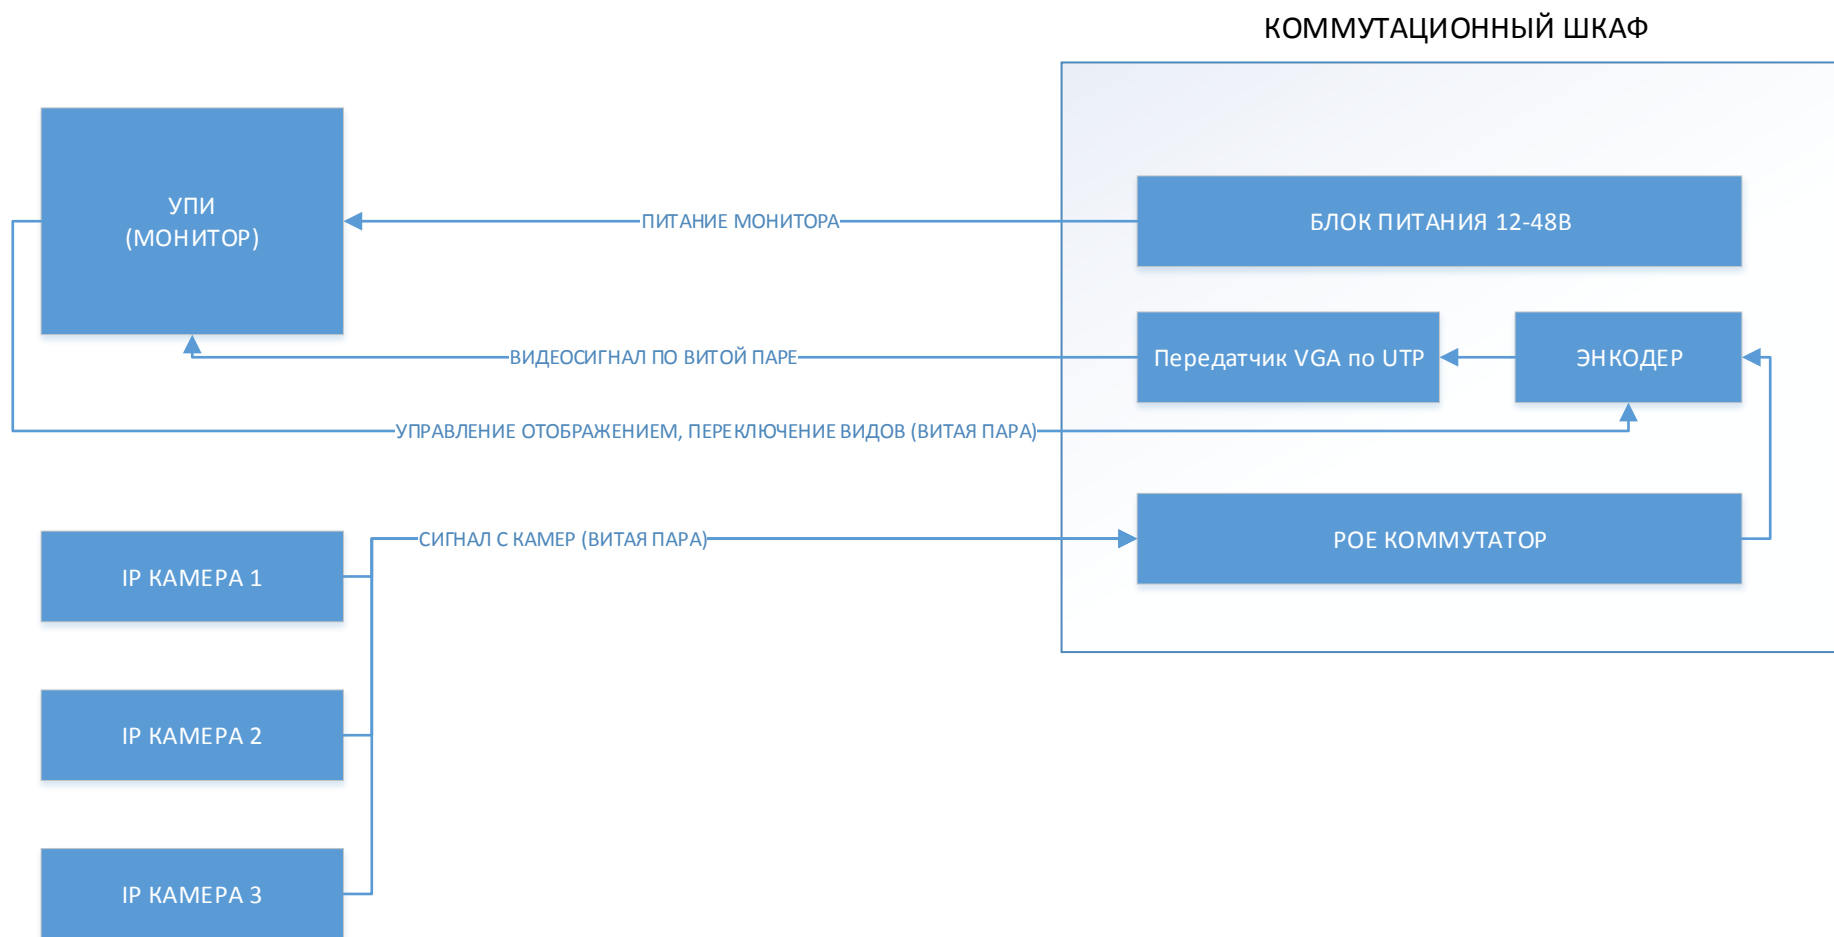 КОММУТАЦИОННЫЙ ШКАФ
УПИ
(МОНИТОР)
ПИТАНИЕ МОНИТОРА
БЛОК ПИТАНИЯ 12-48В
ВИДЕОСИГНАЛ ПО ВИТОЙ ПАРЕ
Передатчик VGA по UTP
ЭНКОДЕР
УПРАВЛЕНИЕ ОТОБРАЖЕНИЕМ, ПЕРЕКЛЮЧЕНИЕ ВИДОВ (ВИТАЯ ПАРА)
СИГНАЛ С КАМЕР (ВИТАЯ ПАРА)
POE КОММУТАТОР
IP КАМЕРА 1
IP КАМЕРА 2
IP КАМЕРА 3